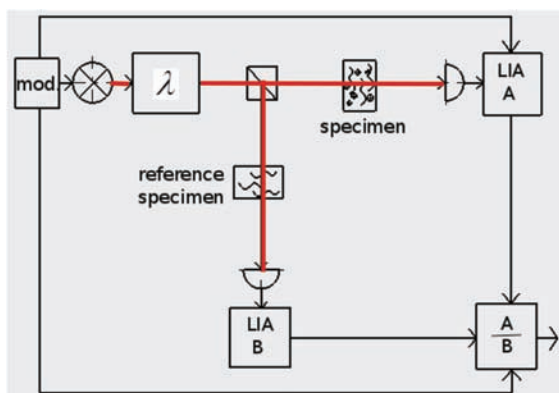 mod.
λ
LIA
A
specimen
reference
specimen
LIA
B
A
B